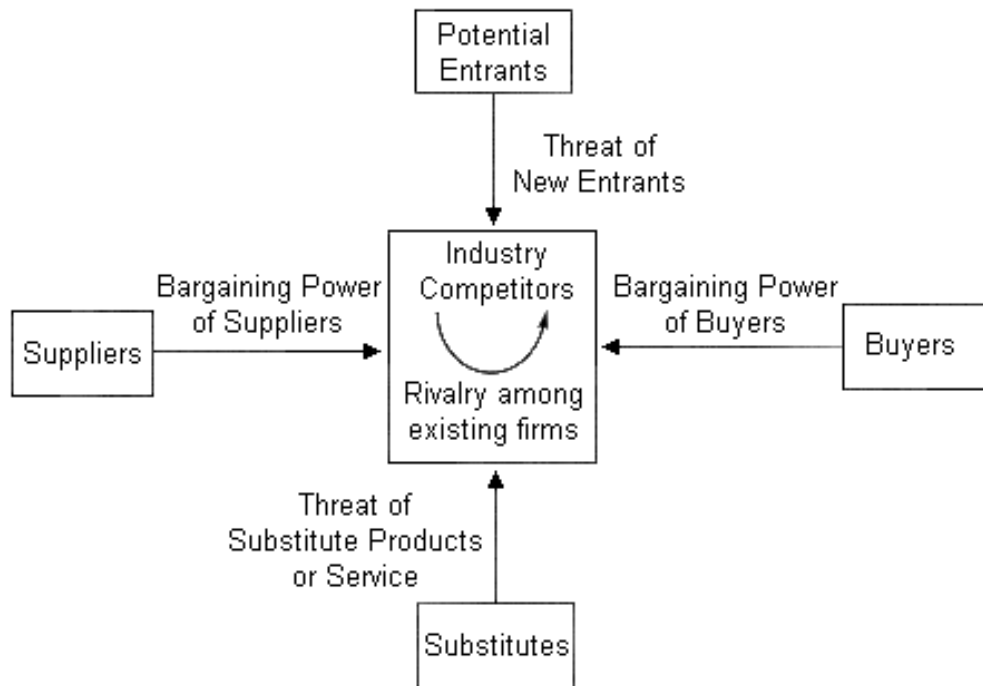 Potential
Entrants
Threat of
New Entrants
Industry
Competitors
Rivalry among
existing firms
Bargaining Power
of Suppliers
Suppliers
Bargaining Power
of Buyers
Buyers
Threat of
Substitute Products
or Service
Substitutes